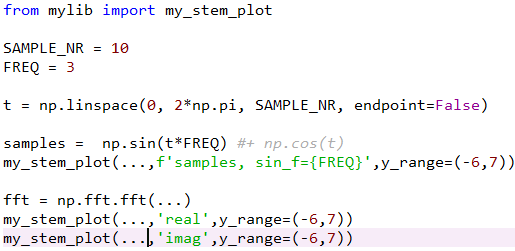 from mylib import my_stem_plot
SAMPLE_NR = 10
FREQ = 3
t = np.linspace(0, 2*np.pi, SAMPLE_NR, endpoint=False)
samples =  np.sin(t*FREQ) #+ np.cos(t)
my_stem_plot(...,f'samples, sin_f={FREQ}',y_range=(-6,7))
fft = np.fft.fft(...)
my_stem_plot(...,'real',y_range=(-6,7))
my_stem_plot(...,'imag',y_range=(-6,7))